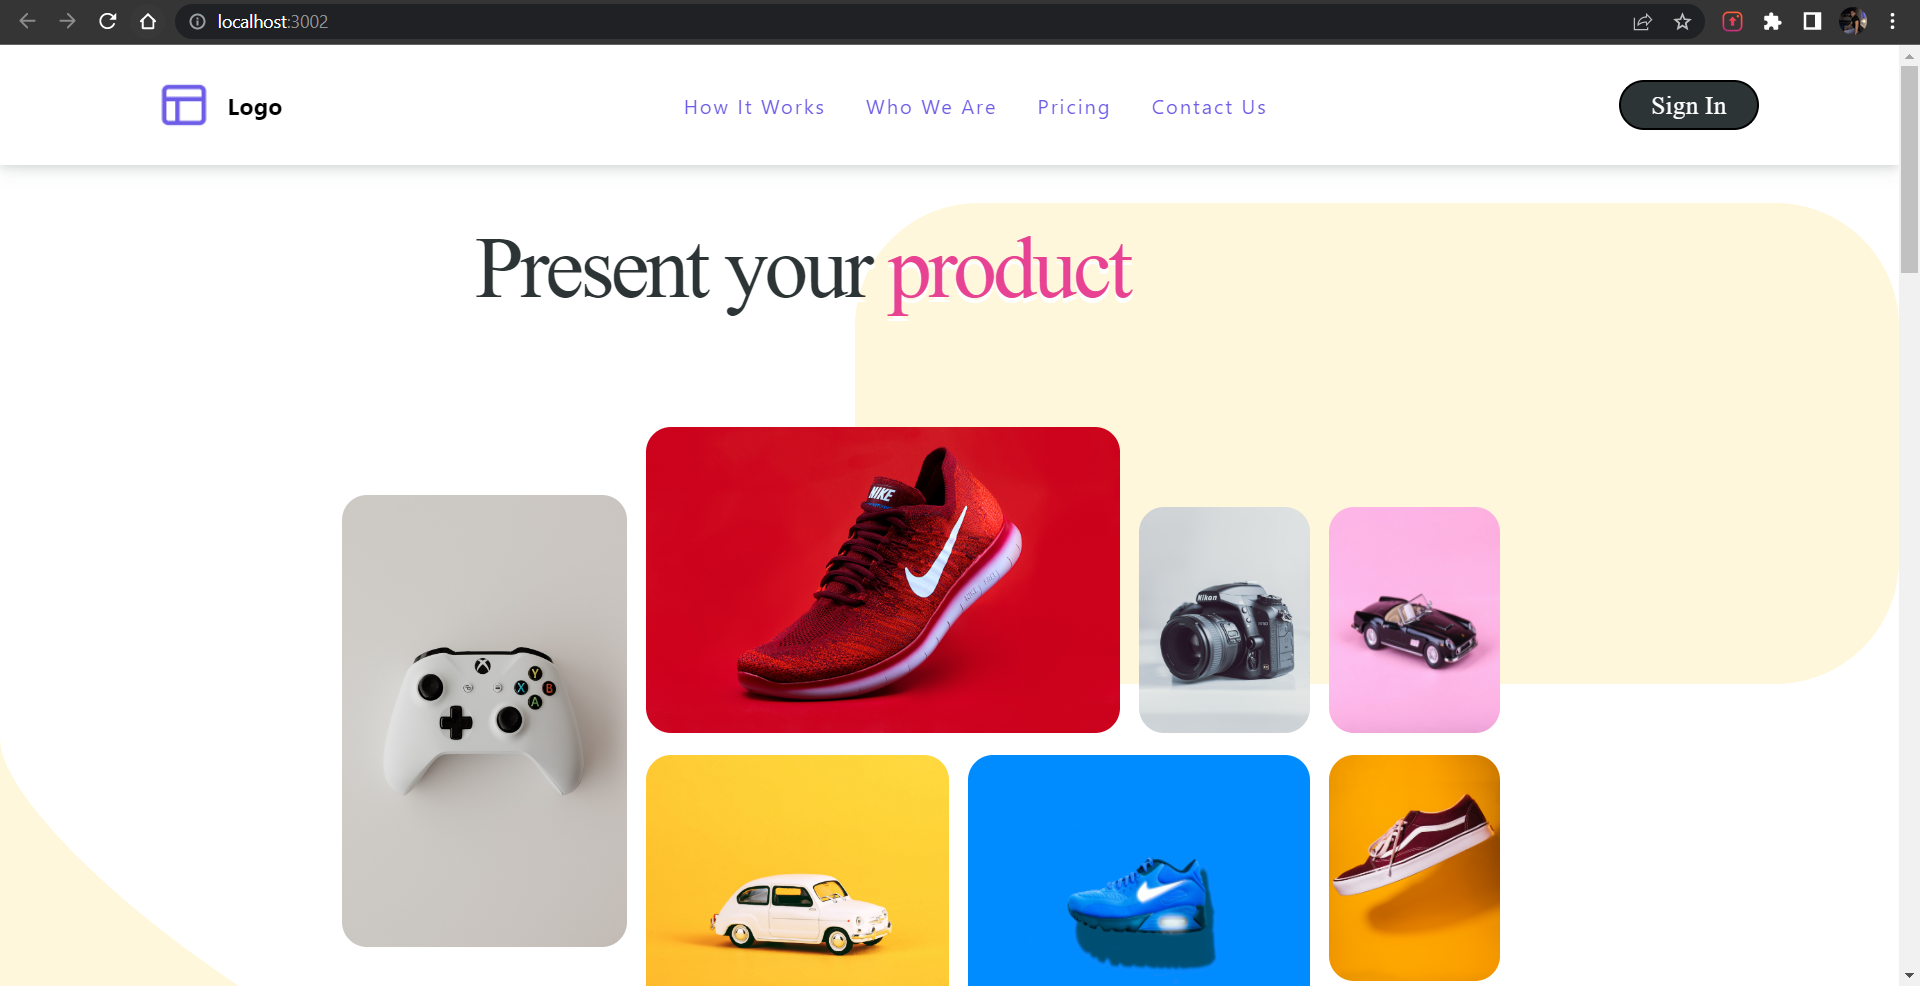 localhost:3002
Logo
How It Works Who We Are Pricing Contact Us
Sign In
Present your product
NIKE
Nikon
Y
X B
A